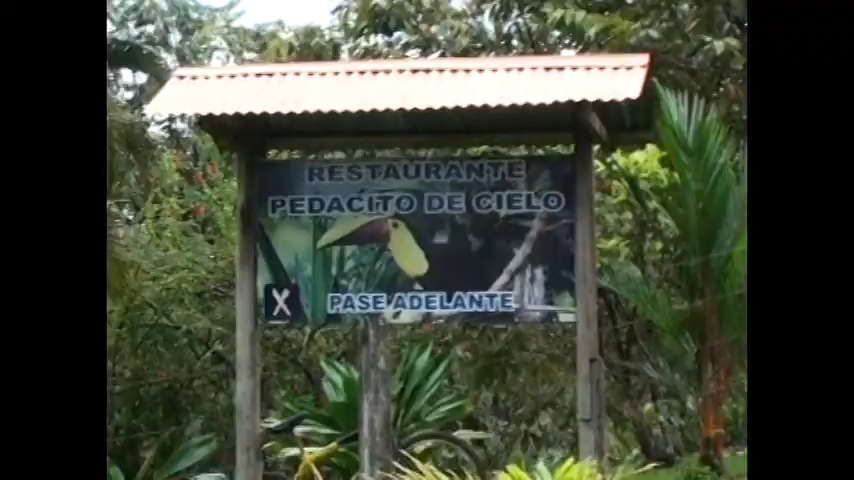 RESTAURANTE
PEDACITO DE CIELO
X PASE ADELANTE